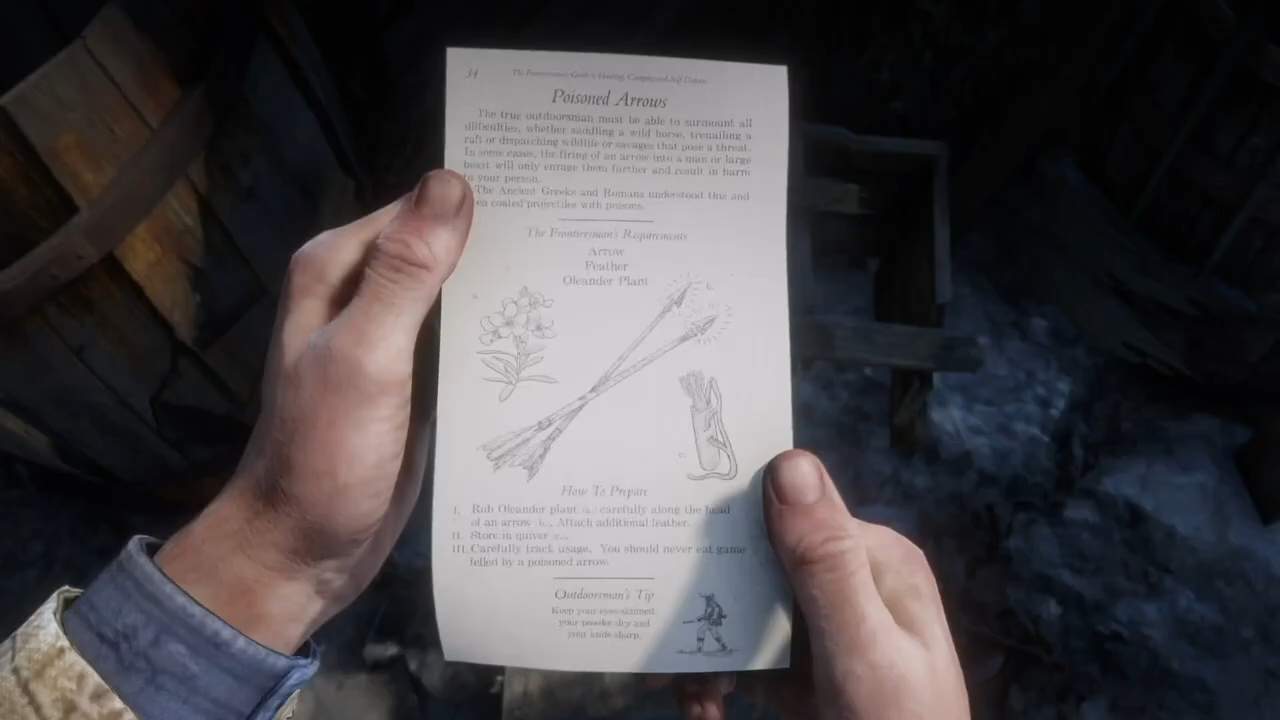 34 The Frontiersman's Guide to Hunting, Camping and Self Defense
Poisoned Arrows
The true outdoorsman must be able to surmount all
difficulties, whether saddling a wild horse, trenailing a
raft or dispatching wildlife or savages that pose a threat.
In some cases, the firing of an arrow into a man or large
beast will only enrage them further and result in harm
to your person.
The Ancient Greeks and Romans understood this and
coated projectiles with poisons.
The Frontiersman's Requirements
Arrow
Feather
Oleander Plant
a.
How To Prepare
I. Rub Oleander plant (a.) carefully along the head
of an arrow (b.). Attach additional feather.
II. Store in quiver (c.).
III. Carefully track usage. You should never eat game
felled by a poisoned arrow.
Outdoorsman's Tip
Keep your eyes skinned,
your powder dry and
your knife sharp.